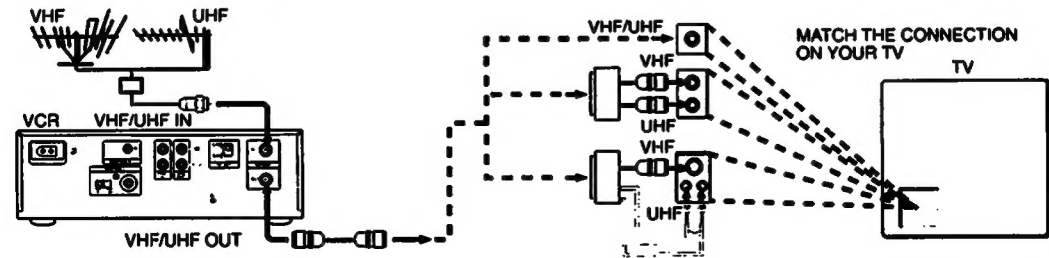 VHF
UHF
VCR
VHF/UHF IN
VHF/UHF OUT
VHF/UHF
VHF
UHF
VHF
UHF
MATCH THE CONNECTION
ON YOUR TV
TV